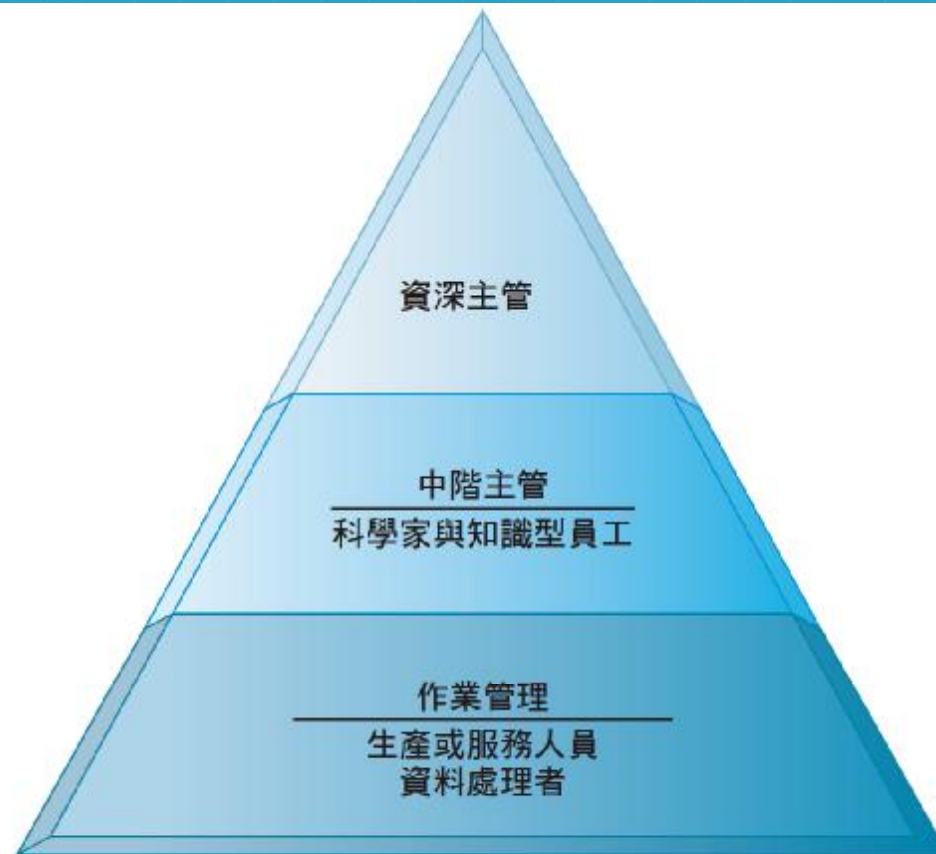 資深主管
中階主管
科學家與知識型員工
作業管理
生產或服務人員
資料處理者